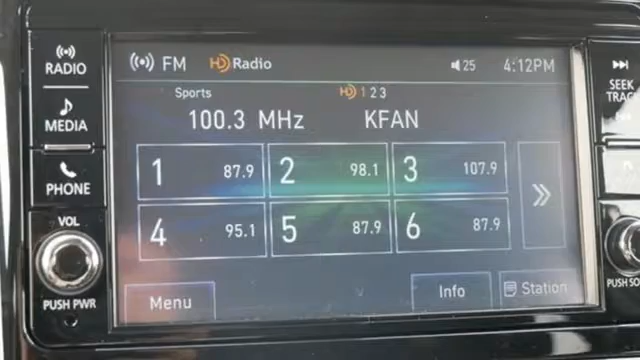 RADIO
MEDIA
PHONE
VOL
PUSH PWR
FM HD Radio 25 4:12PM
Sports HD 1 2 3
100.3 MHz KFAN
1 87.9 2 98.1 3 107.9
4 95.1 5 87.9 6 87.9
Menu Info Station
SEEK
TRACK
PUSH SO